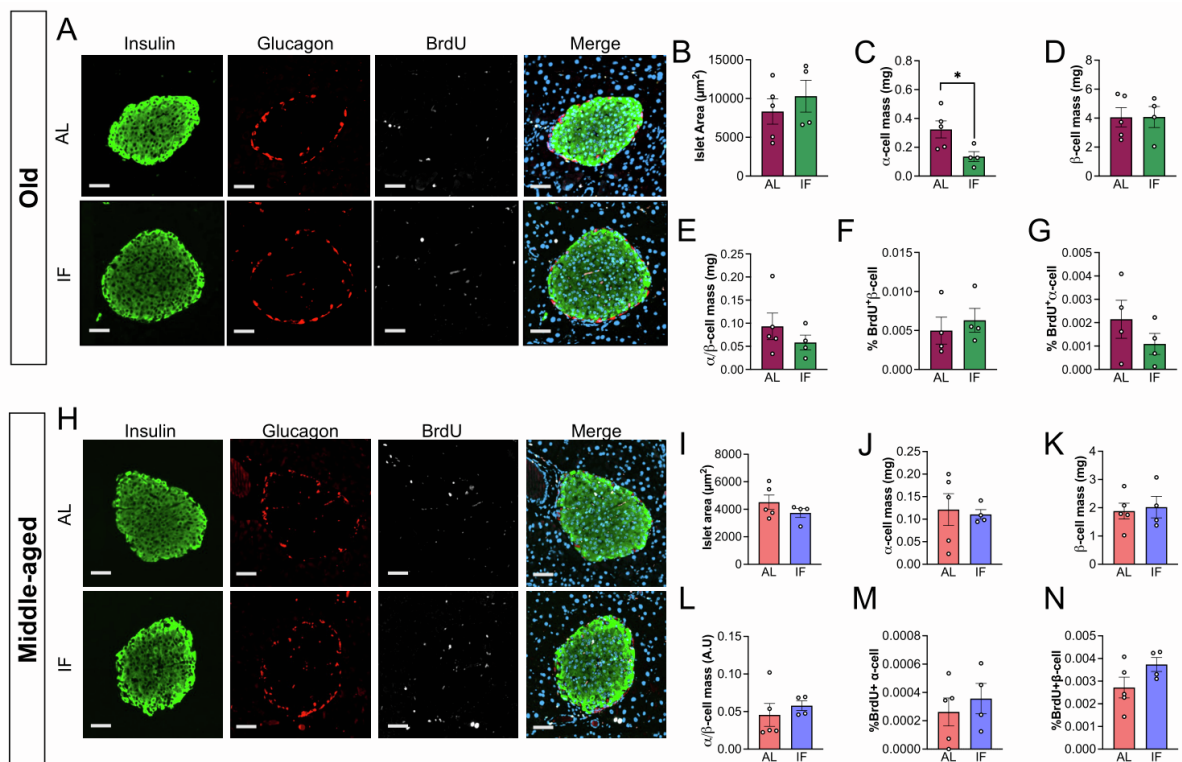 Old
A
Insulin Glucagon BrdU Merge
AL
IF
B
Islet Area (µm²)
15000
10000
5000
0
AL IF
C
α-cell mass (mg)
0.8
0.6
0.4
0.2
0.0
*
AL IF
D
β-cell mass (mg)
10
8
6
4
2
0
AL IF
E
α/β-cell mass (mg)
0.25
0.20
0.15
0.10
0.05
0.00
AL IF
F
% BrdU⁺β-cell
0.015
0.010
0.005
0.000
AL IF
G
% BrdU⁺α-cell
0.005
0.004
0.003
0.002
0.001
0.000
AL IF
Middle-aged
H
Insulin Glucagon BrdU Merge
AL
IF
I
Islet area (µm²)
8000
6000
4000
2000
0
AL IF
J
α-cell mass (mg)
0.25
0.20
0.15
0.10
0.05
0.00
AL IF
K
β-cell mass (mg)
4
3
2
1
0
AL IF
L
α/β-cell mass (A.U)
0.15
0.10
0.05
0.00
AL IF
M
%BrdU+ α-cell
0.0008
0.0006
0.0004
0.0002
0.0000
AL IF
N
%BrdU+β-cell
0.005
0.004
0.003
0.002
0.001
0.000
AL IF